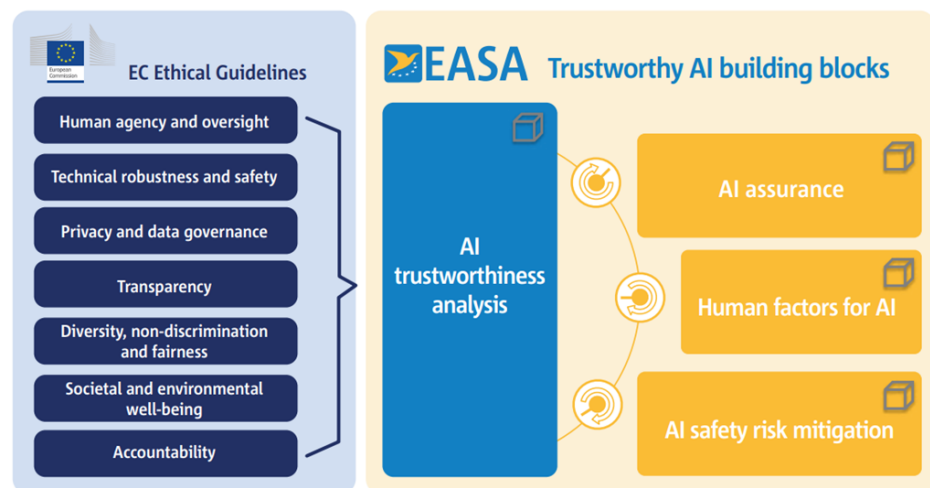 European
Commission
EC Ethical Guidelines
Human agency and oversight
Technical robustness and safety
Privacy and data governance
Transparency
Diversity, non-discrimination
and fairness
Societal and environmental
well-being
Accountability
EASA
Trustworthy AI building blocks
AI
trustworthiness
analysis
AI assurance
Human factors for AI
AI safety risk mitigation